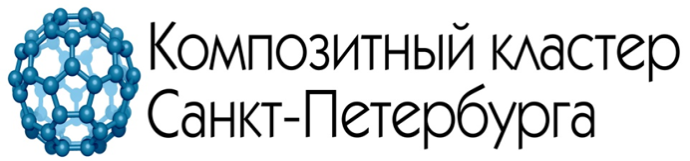 Композитный кластер
Санкт-Петербурга